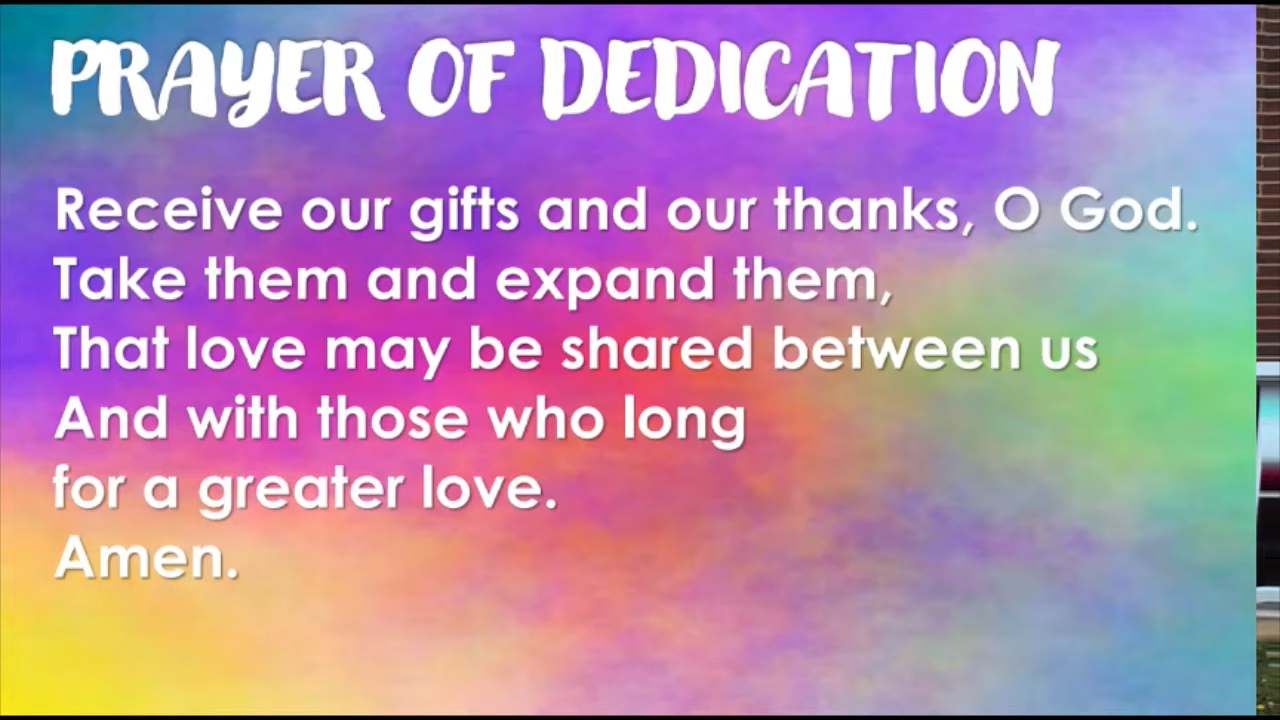 PRAYER OF DEDICATION
Receive our gifts and our thanks, O God.
Take them and expand them,
That love may be shared between us
And with those who long
for a greater love.
Amen.